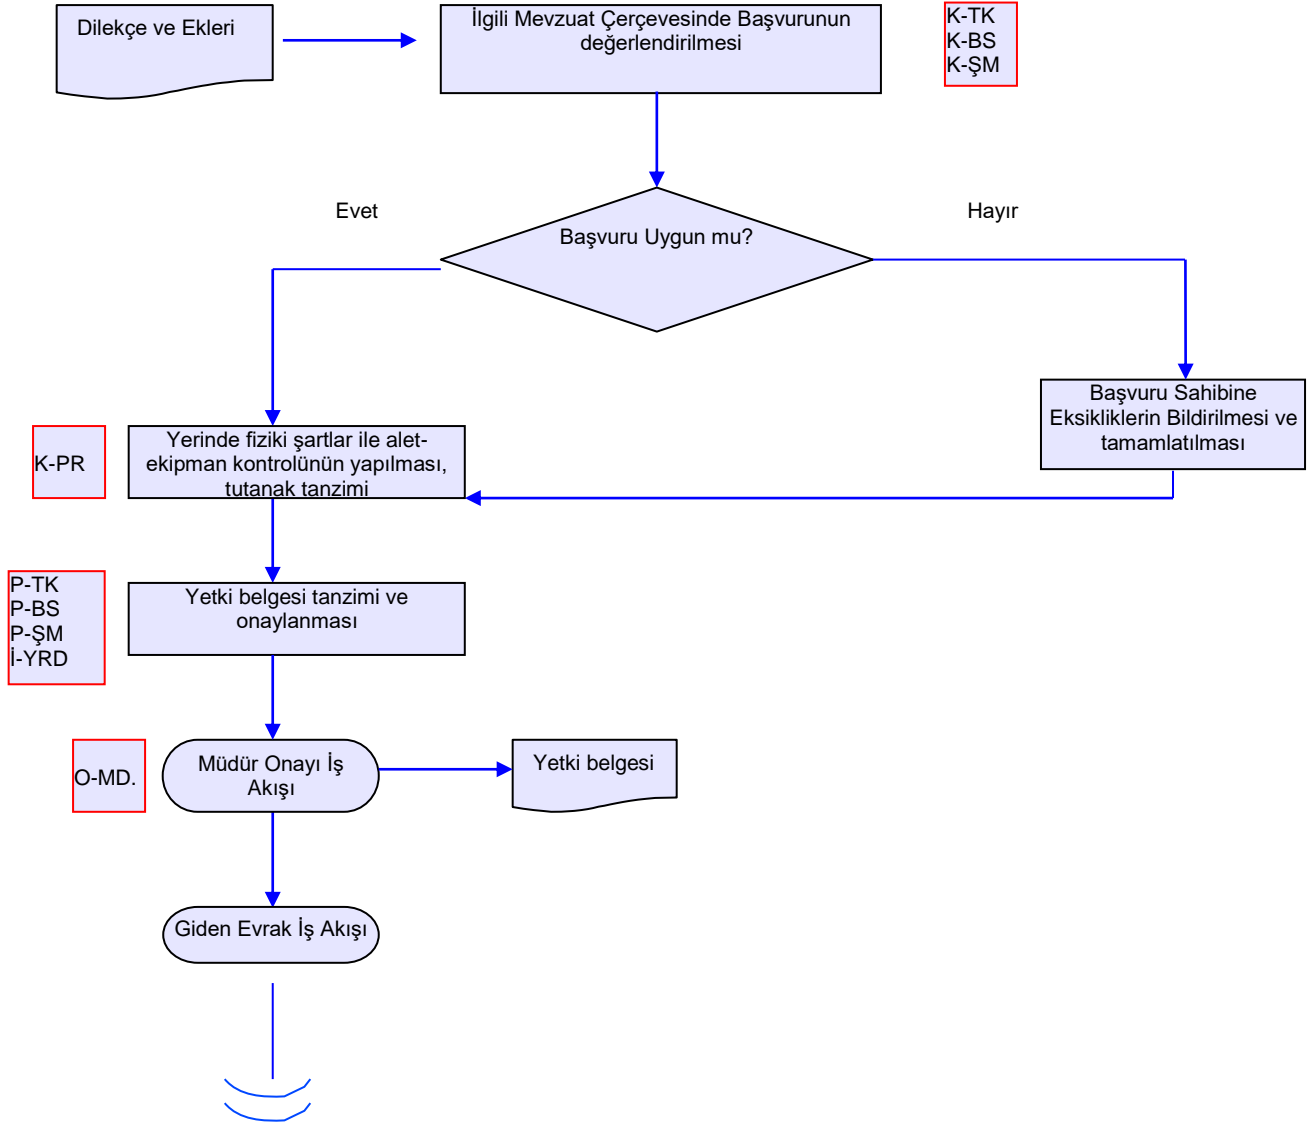 Dilekçe ve Ekleri
İlgili Mevzuat Çerçevesinde Başvurunun
değerlendirilmesi
K-TK
K-BS
K-ŞM
Evet
Hayır
Başvuru Uygun mu?
Başvuru Sahibine
Eksikliklerin Bildirilmesi ve
tamamlatılması
K-PR
Yerinde fiziki şartlar ile alet-
ekipman kontrolünün yapılması,
tutanak tanzimi
P-TK
P-BS
P-ŞM
İ-YRD
Yetki belgesi tanzimi ve
onaylanması
O-MD.
Müdür Onayı İş
Akışı
Yetki belgesi
Giden Evrak İş Akışı